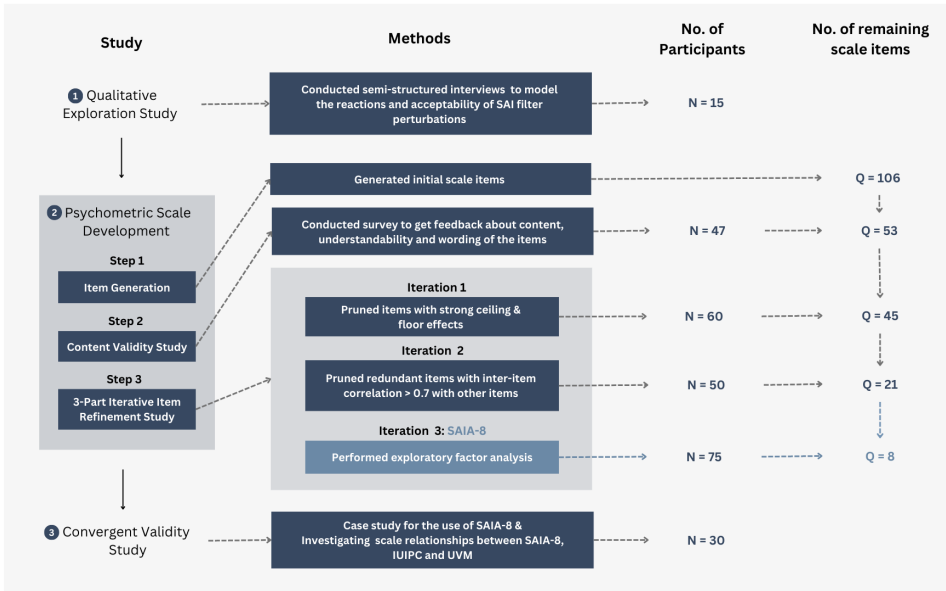 Study
Methods
No. of
Participants
No. of remaining
scale items
1 Qualitative
Exploration Study
Conducted semi-structured interviews to model
the reactions and acceptability of SAI filter
perturbations
N = 15
Generated initial scale items
Q = 106
2 Psychometric Scale
Development
Conducted survey to get feedback about content,
understandability and wording of the items
N = 47
Q = 53
Step 1
Item Generation
Step 2
Content Validity Study
Step 3
3-Part Iterative Item
Refinement Study
Iteration 1
Pruned items with strong ceiling &
floor effects
N = 60
Q = 45
Iteration 2
Pruned redundant items with inter-item
correlation > 0.7 with other items
N = 50
Q = 21
Iteration 3: SAIA-8
Performed exploratory factor analysis
N = 75
Q = 8
3 Convergent Validity
Study
Case study for the use of SAIA-8 &
Investigating scale relationships between SAIA-8,
IUIPC and UVM
N = 30